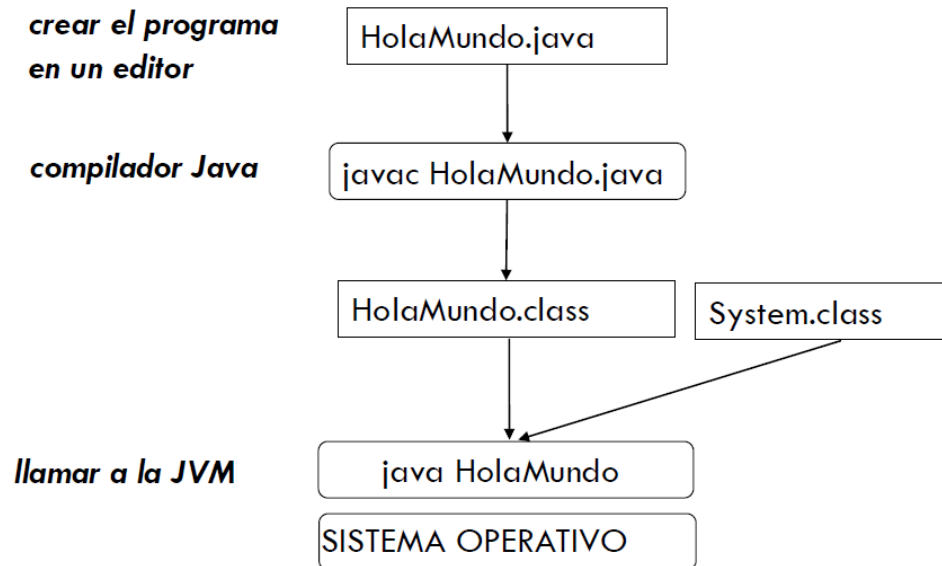 crear el programa
en un editor
HolaMundo.java
compilador Java
javac HolaMundo.java
HolaMundo.class
System.class
llamar a la JVM
java HolaMundo
SISTEMA OPERATIVO